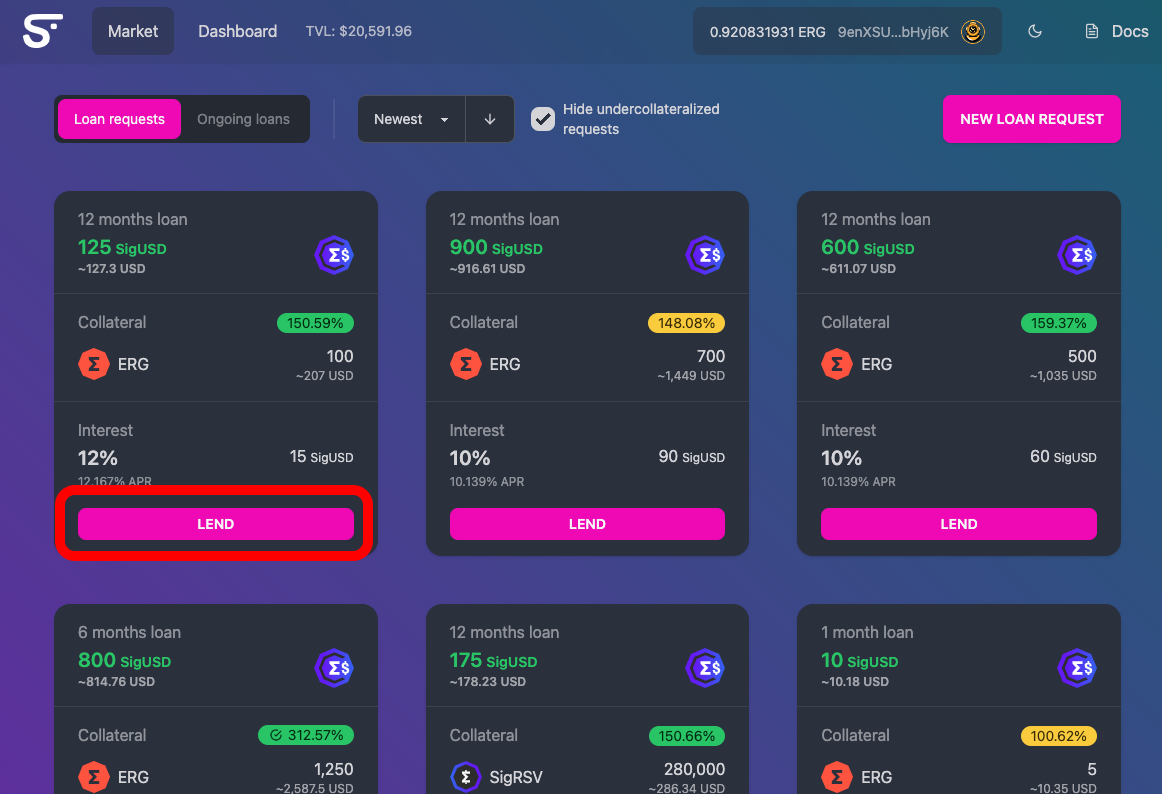 SF
Market
Dashboard
TVL: $20,591.96
0.920831931 ERG 9enXSU...bHyj6K
Docs
Loan requests
Ongoing loans
Newest
Hide undercollateralized
requests
NEW LOAN REQUEST
12 months loan
125 SigUSD
~127.3 USD
Σ$
Collateral
150.59%
Σ
ERG
100
~207 USD
Interest
12%
15 SigUSD
12.167% APR
LEND
12 months loan
900 SigUSD
~916.61 USD
Σ$
Collateral
148.08%
Σ
ERG
700
~1,449 USD
Interest
10%
90 SigUSD
10.139% APR
LEND
12 months loan
600 SigUSD
~611.07 USD
Σ$
Collateral
159.37%
Σ
ERG
500
~1,035 USD
Interest
10%
60 SigUSD
10.139% APR
LEND
6 months loan
800 SigUSD
~814.76 USD
Σ$
Collateral
312.57%
Σ
ERG
1,250
~2,587.5 USD
12 months loan
175 SigUSD
~178.23 USD
Σ$
Collateral
150.66%
SigRSV
280,000
~286.34 USD
1 month loan
10 SigUSD
~10.18 USD
Σ$
Collateral
100.62%
Σ
ERG
5
~10.35 USD